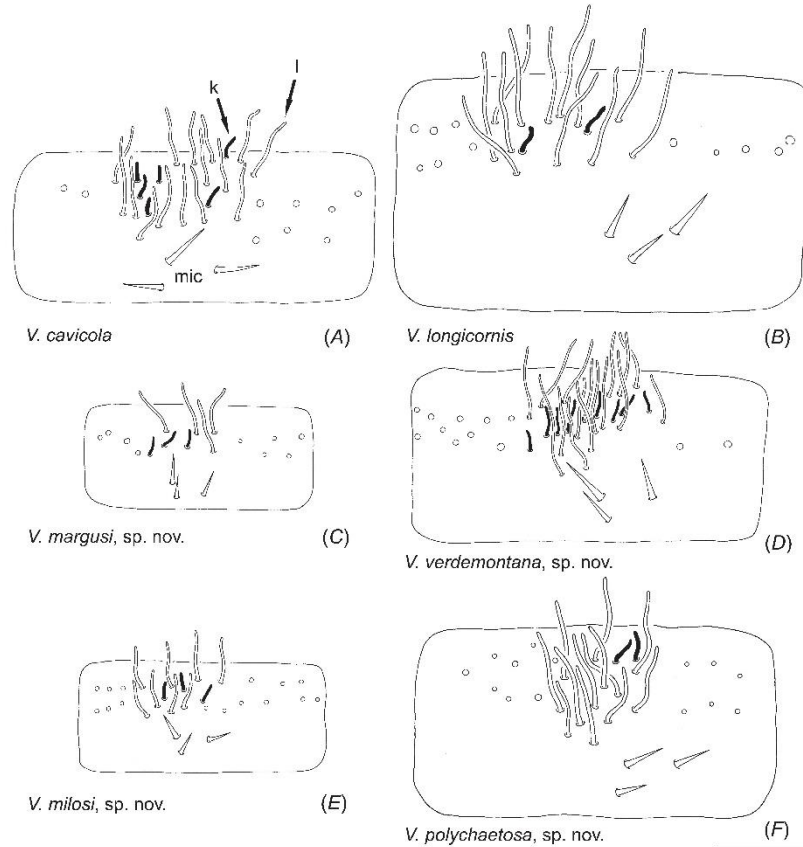 l
k
mic
V. cavicola (A)
V. longicornis (B)
V. margusi, sp. nov. (C)
V. verdemontana, sp. nov. (D)
V. milosi, sp. nov. (E)
V. polychaetosa, sp. nov. (F)